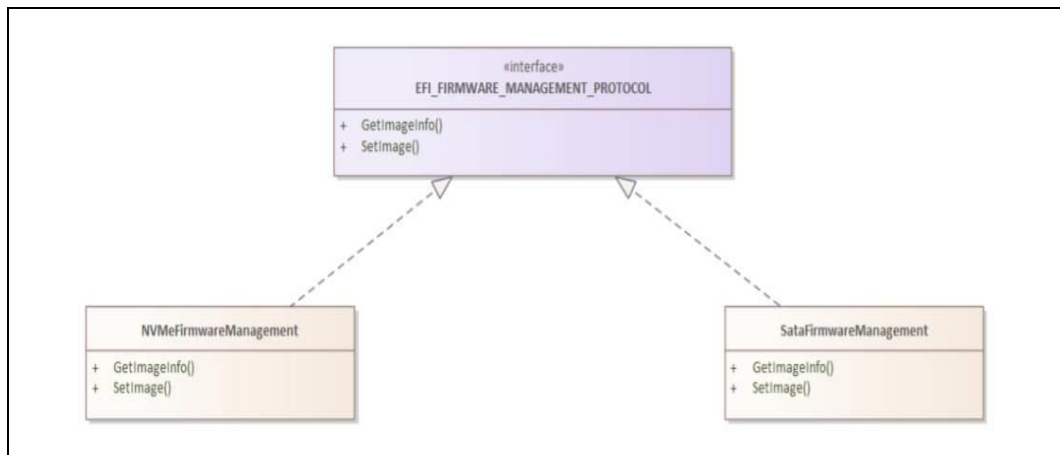 «interface»
EFI_FIRMWARE_MANAGEMENT_PROTOCOL
+ GetImageInfo()
+ SetImage()
NVMeFirmwareManagement
+ GetImageInfo()
+ SetImage()
SataFirmwareManagement
+ GetImageInfo()
+ SetImage()